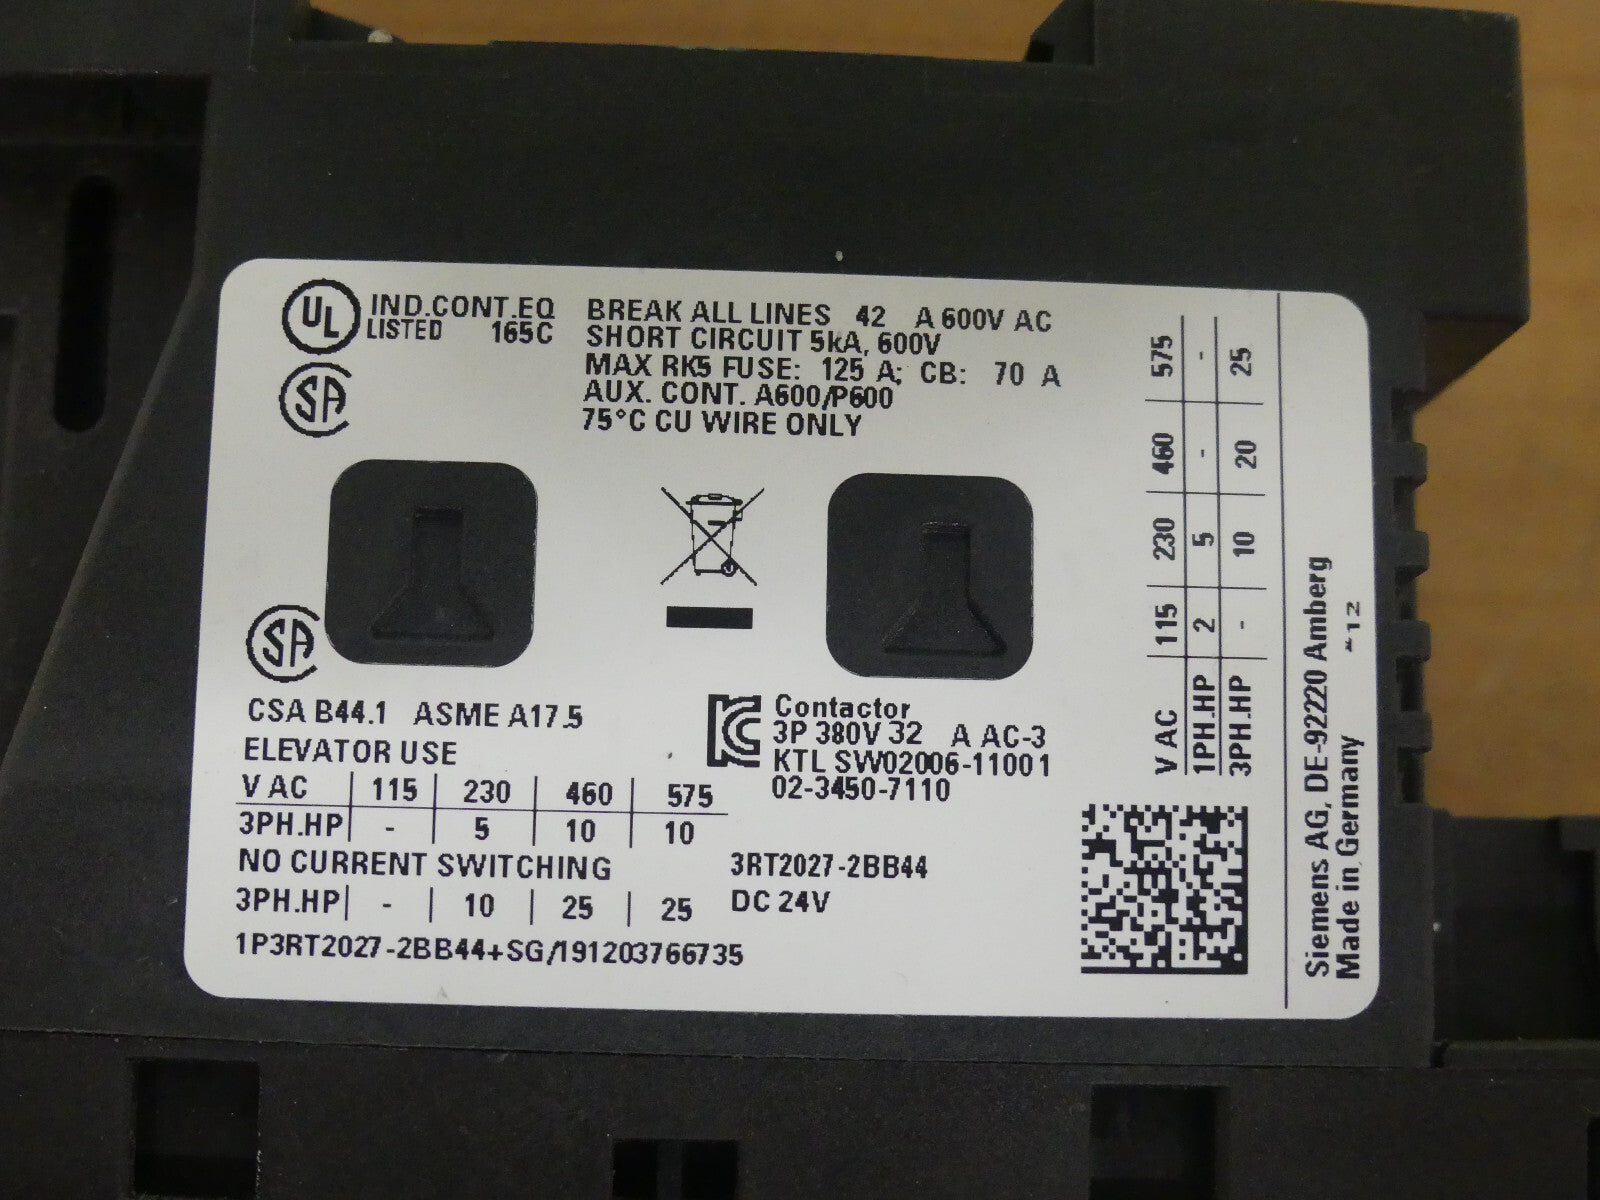 UL IND.CONT.EQ
LISTED 165C
SA
BREAK ALL LINES 42 A 600V AC
SHORT CIRCUIT 5kA, 600V
MAX RK5 FUSE: 125 A; CB: 70 A
AUX. CONT. A600/P600
75°C CU WIRE ONLY
SA
CSA B44.1 ASME A17.5
ELEVATOR USE
V AC 115 230 460 575
3PH.HP - 5 10 10
NO CURRENT SWITCHING
3PH.HP - 10 25 25
1P3RT2027-2BB44+SG/191203766735
KC Contactor
3P 380V 32 A AC-3
KTL SW02006-11001
02-3450-7110
3RT2027-2BB44
DC 24V
V AC 115 230 460 575
1PH.HP 2 5 - -
3PH.HP - 10 20 25
Siemens AG, DE-92220 Amberg
Made in Germany